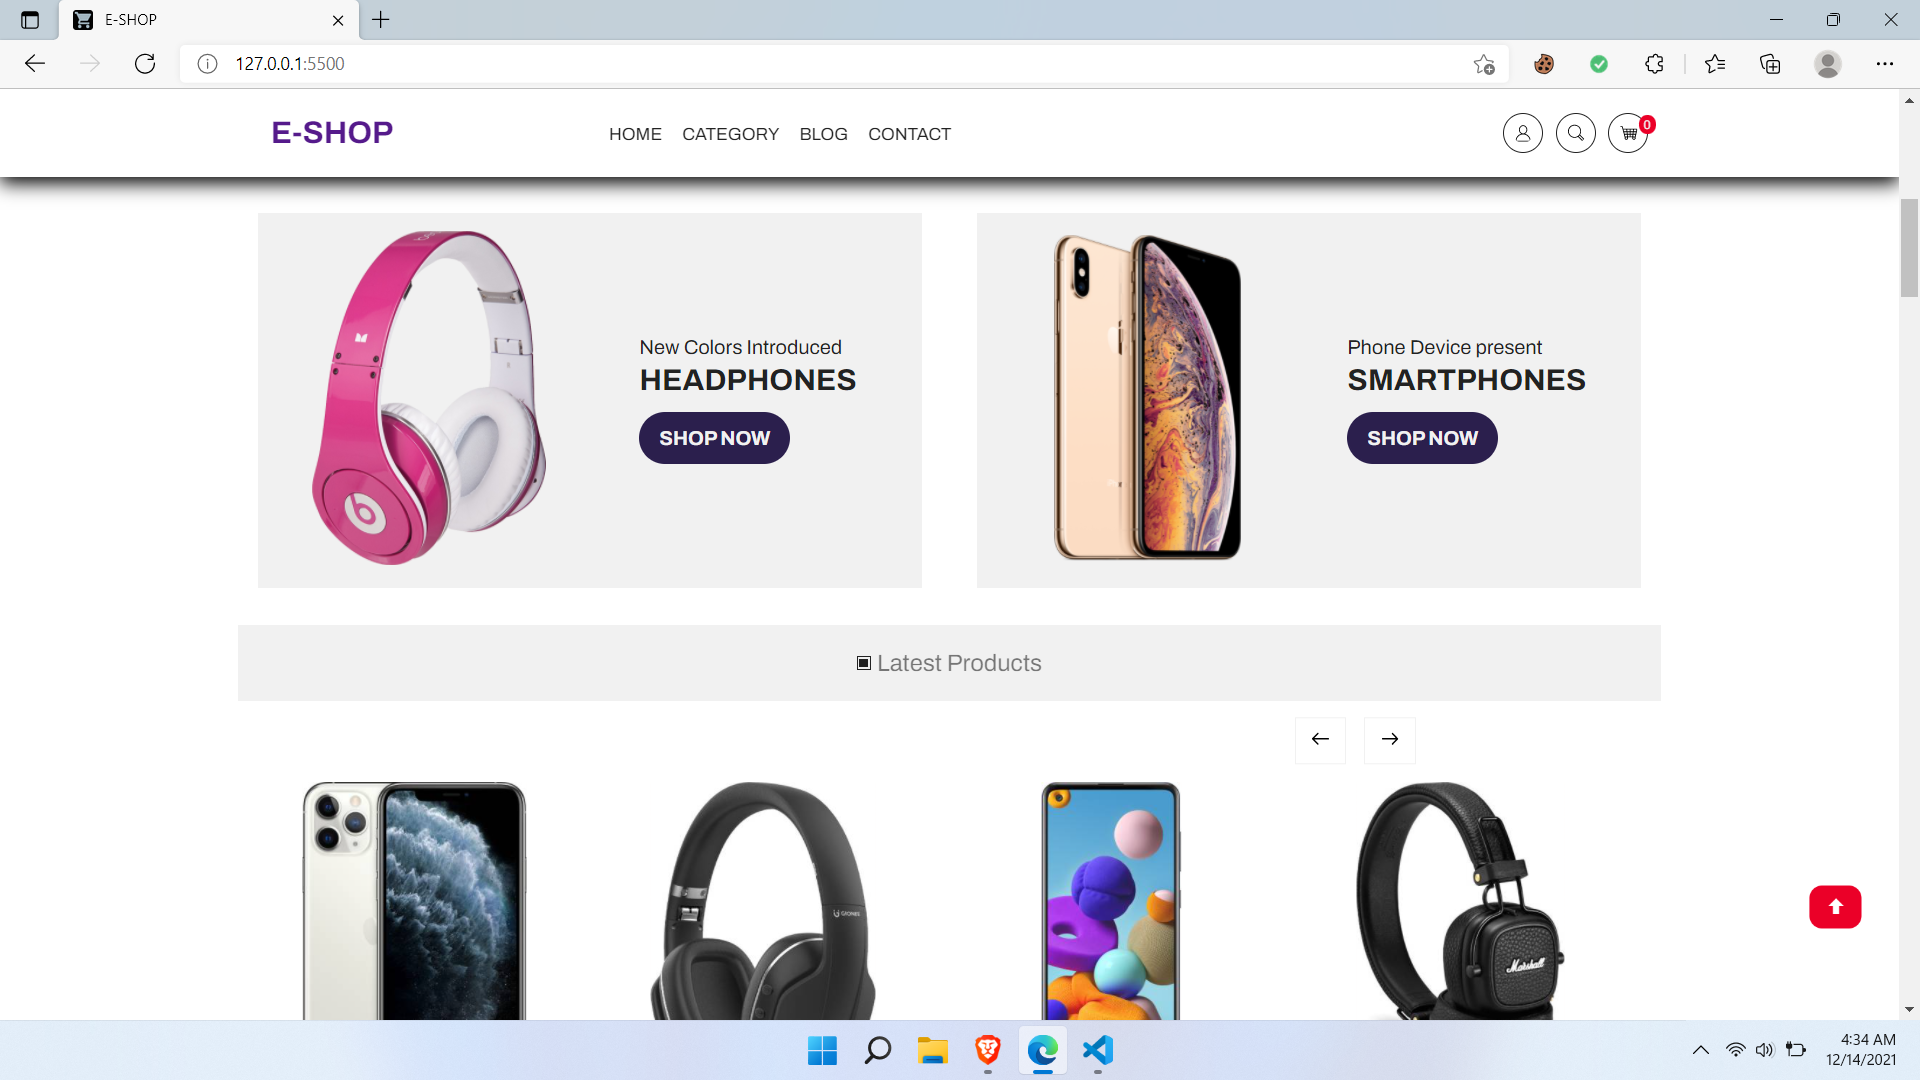 E-SHOP
127.0.0.1:5500
E-SHOP
HOME CATEGORY BLOG CONTACT
0
New Colors Introduced
HEADPHONES
SHOP NOW
Phone Device present
SMARTPHONES
SHOP NOW
Latest Products
GIONEE
Marshall
4:34 AM
12/14/2021